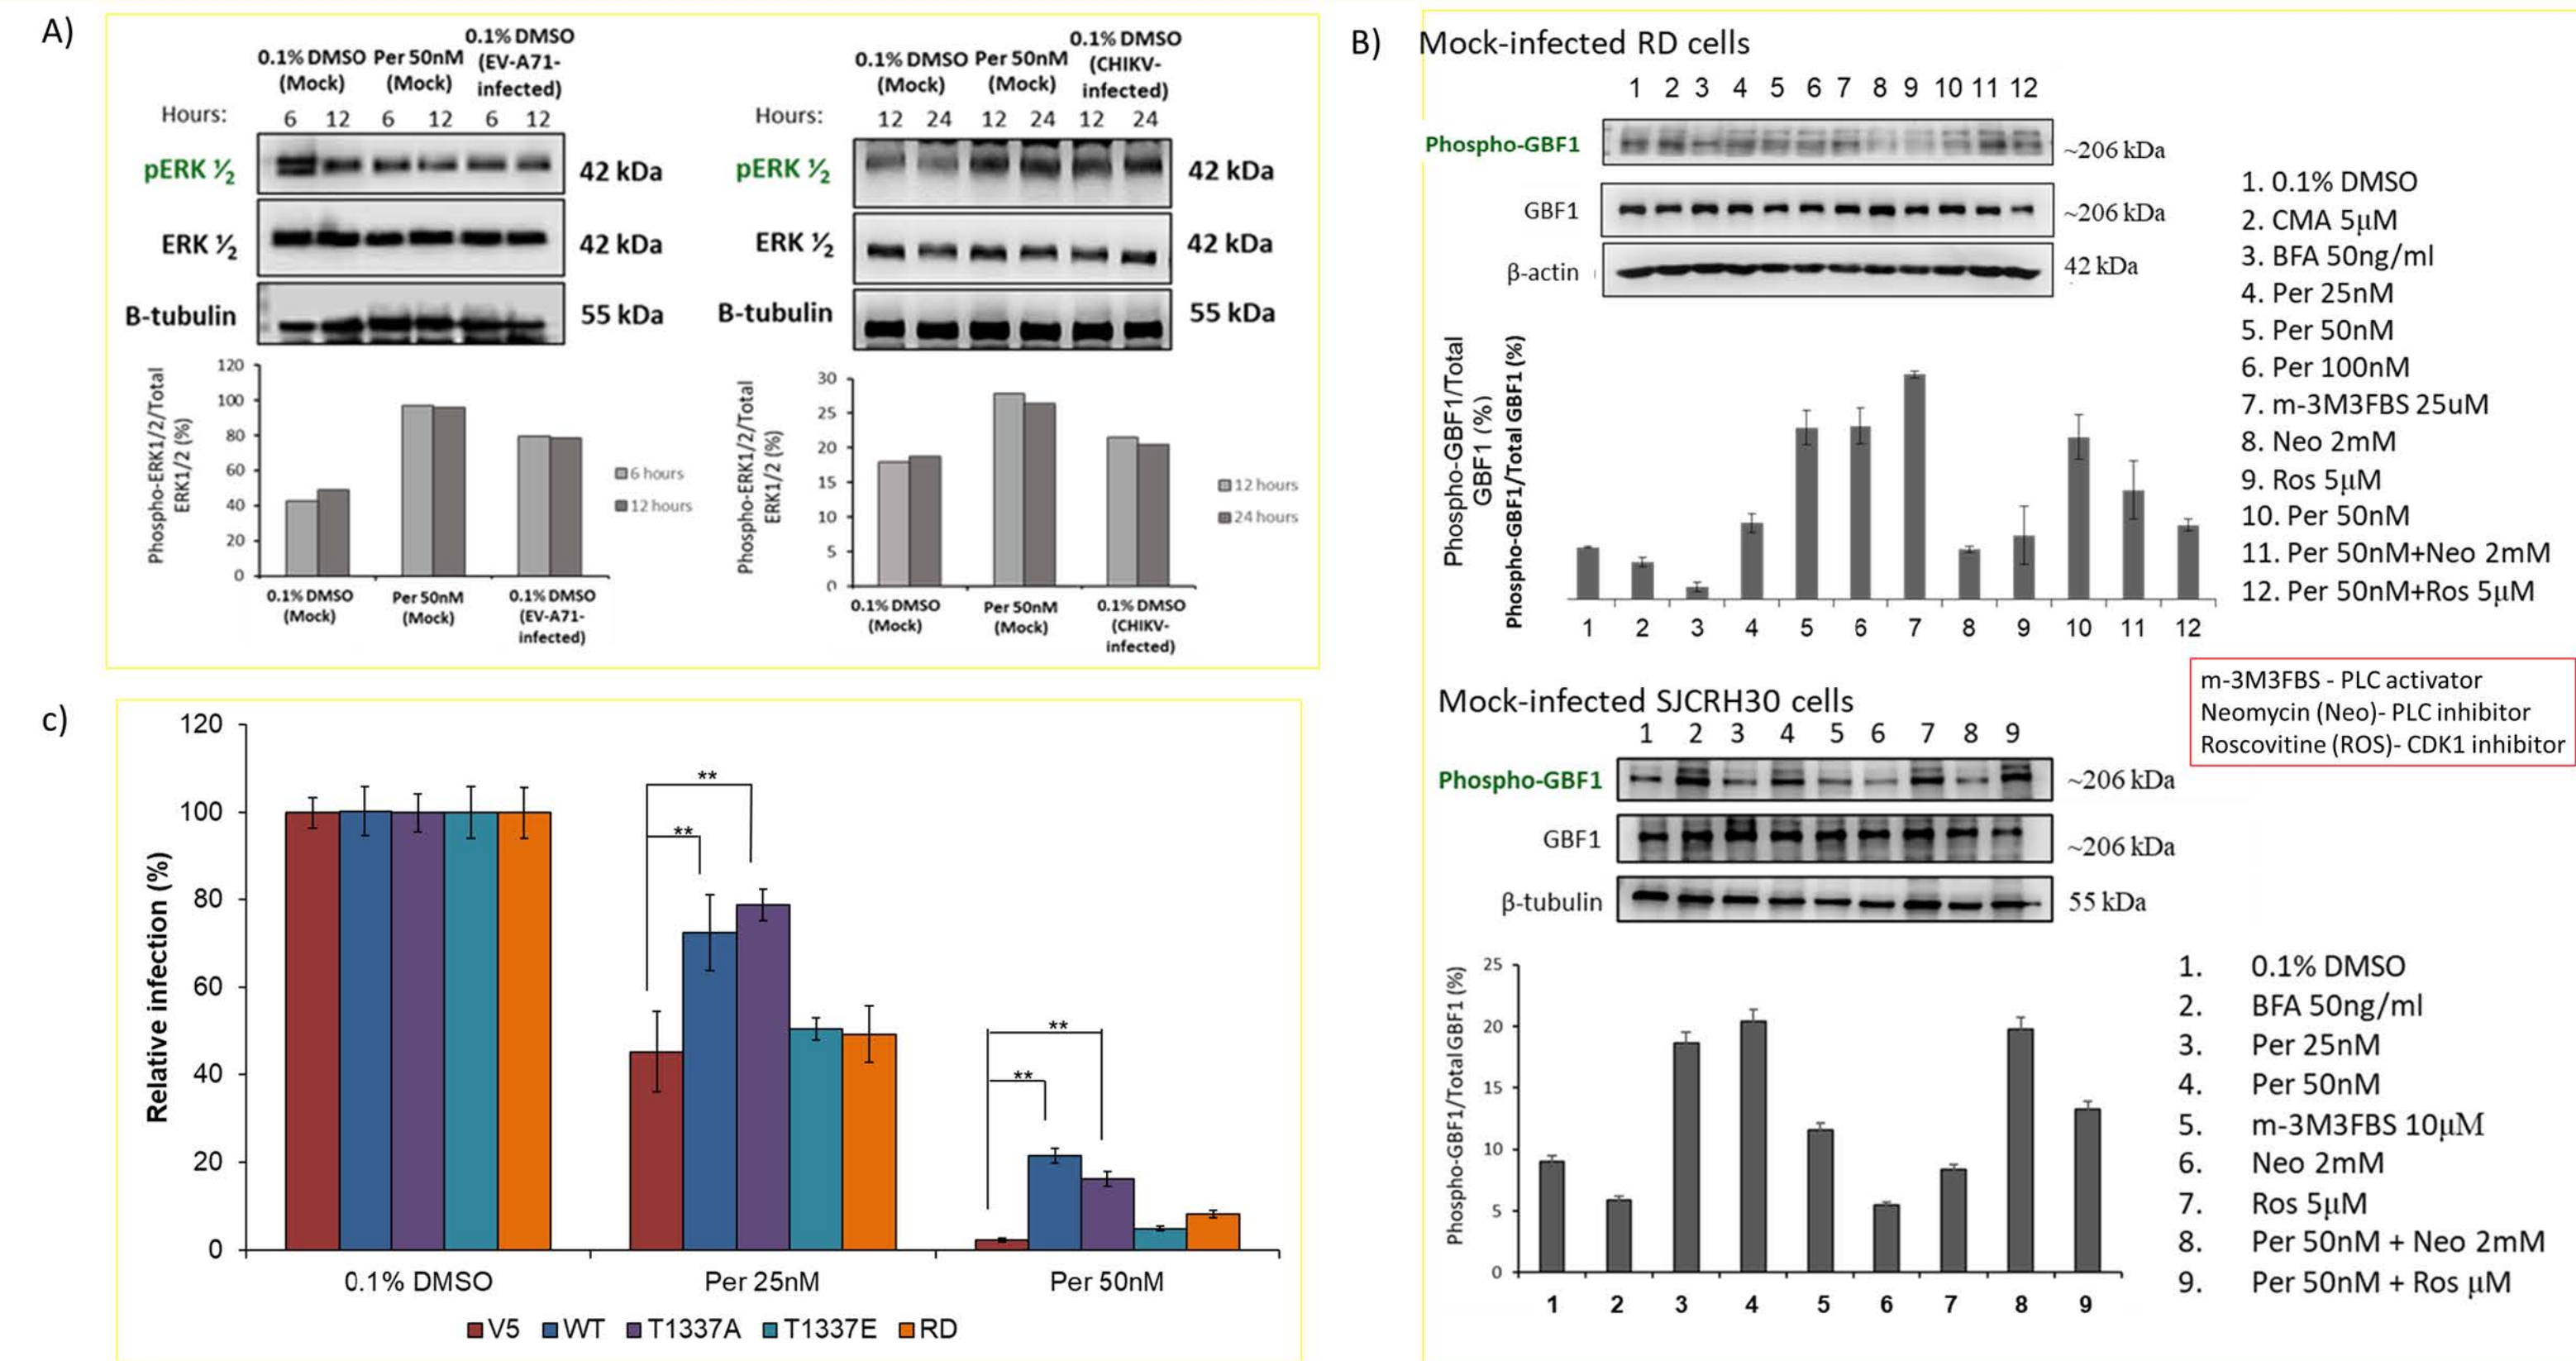 A)
0.1% DMSO (Mock)
Per 50nM (Mock)
0.1% DMSO (EV-A71-infected)
Hours: 6 12 6 12 6 12
pERK ½ 42 kDa
ERK ½ 42 kDa
B-tubulin 55 kDa
Phospho-ERK1/2/Total
ERK1/2 (%)
120
100
80
60
40
20
0
6 hours
12 hours
0.1% DMSO (Mock)
Per 50nM (Mock)
0.1% DMSO (EV-A71-infected)
0.1% DMSO (Mock)
Per 50nM (Mock)
0.1% DMSO (CHIKV-infected)
Hours: 12 24 12 24 12 24
pERK ½ 42 kDa
ERK ½ 42 kDa
B-tubulin 55 kDa
Phospho-ERK1/2/Total
ERK1/2 (%)
30
25
20
15
10
5
0
12 hours
24 hours
0.1% DMSO (Mock)
Per 50nM (Mock)
0.1% DMSO (CHIKV-infected)
B)
Mock-infected RD cells
1 2 3 4 5 6 7 8 9 10 11 12
Phospho-GBF1 ~206 kDa
GBF1 ~206 kDa
β-actin 42 kDa
Phospho-GBF1/Total
GBF1 (%)
Phospho-GBF1/Total GBF1 (%)
1 2 3 4 5 6 7 8 9 10 11 12
1. 0.1% DMSO
2. CMA 5µM
3. BFA 50ng/ml
4. Per 25nM
5. Per 50nM
6. Per 100nM
7. m-3M3FBS 25uM
8. Neo 2mM
9. Ros 5µM
10. Per 50nM
11. Per 50nM+Neo 2mM
12. Per 50nM+Ros 5µM
m-3M3FBS - PLC activator
Neomycin (Neo)- PLC inhibitor
Roscovitine (ROS)- CDK1 inhibitor
Mock-infected SJCRH30 cells
1 2 3 4 5 6 7 8 9
Phospho-GBF1 ~206 kDa
GBF1 ~206 kDa
β-tubulin 55 kDa
Phospho-GBF1/Total GBF1 (%)
25
20
15
10
5
0
1 2 3 4 5 6 7 8 9
1. 0.1% DMSO
2. BFA 50ng/ml
3. Per 25nM
4. Per 50nM
5. m-3M3FBS 10µM
6. Neo 2mM
7. Ros 5µM
8. Per 50nM + Neo 2mM
9. Per 50nM + Ros µM
c)
Relative infection (%)
120
100
80
60
40
20
0
**
**
**
**
0.1% DMSO Per 25nM Per 50nM
V5 WT T1337A T1337E RD